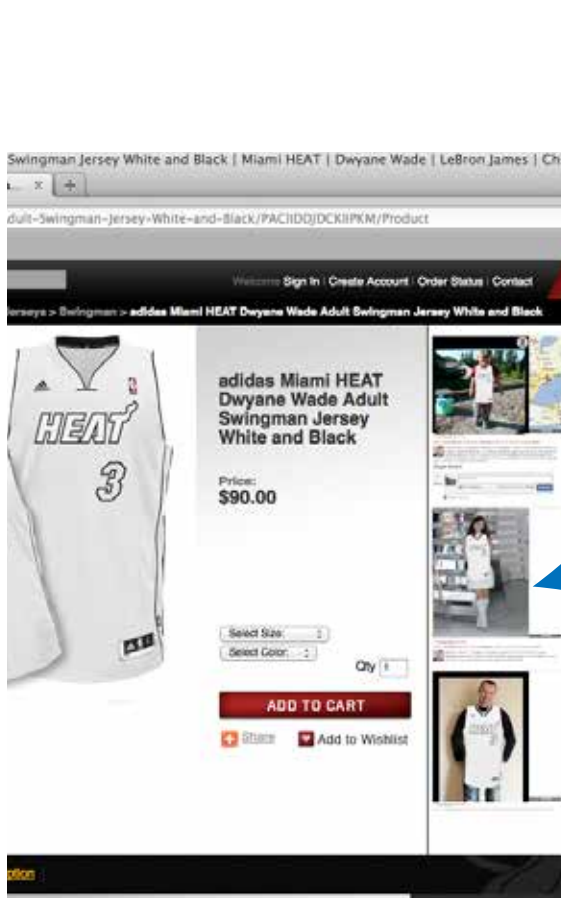 Swingman Jersey White and Black | Miami HEAT | Dwyane Wade | LeBron James | Ch
dult-Swingman-Jersey-White-and-Black/PACIIDDJDCKIIPKM/Product
Welcome Sign In Create Account Order Status Contact
erseys > Swingman > adidas Miami HEAT Dwyane Wade Adult Swingman Jersey White and Black
HEAT
3
adidas Miami HEAT
Dwyane Wade Adult
Swingman Jersey
White and Black
Price:
$90.00
Select Size:
Select Color:
Qty 1
ADD TO CART
Share Add to Wishlist
ption